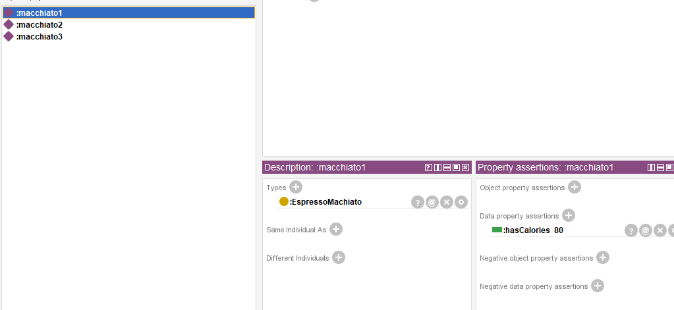 :macchiato1
:macchiato2
:macchiato3
Description: :macchiato1
Types
:EspressoMachiato
Same Individual As
Different Individuals
Property assertions: :macchiato1
Object property assertions
Data property assertions
:hasCalories 80
Negative object property assertions
Negative data property assertions